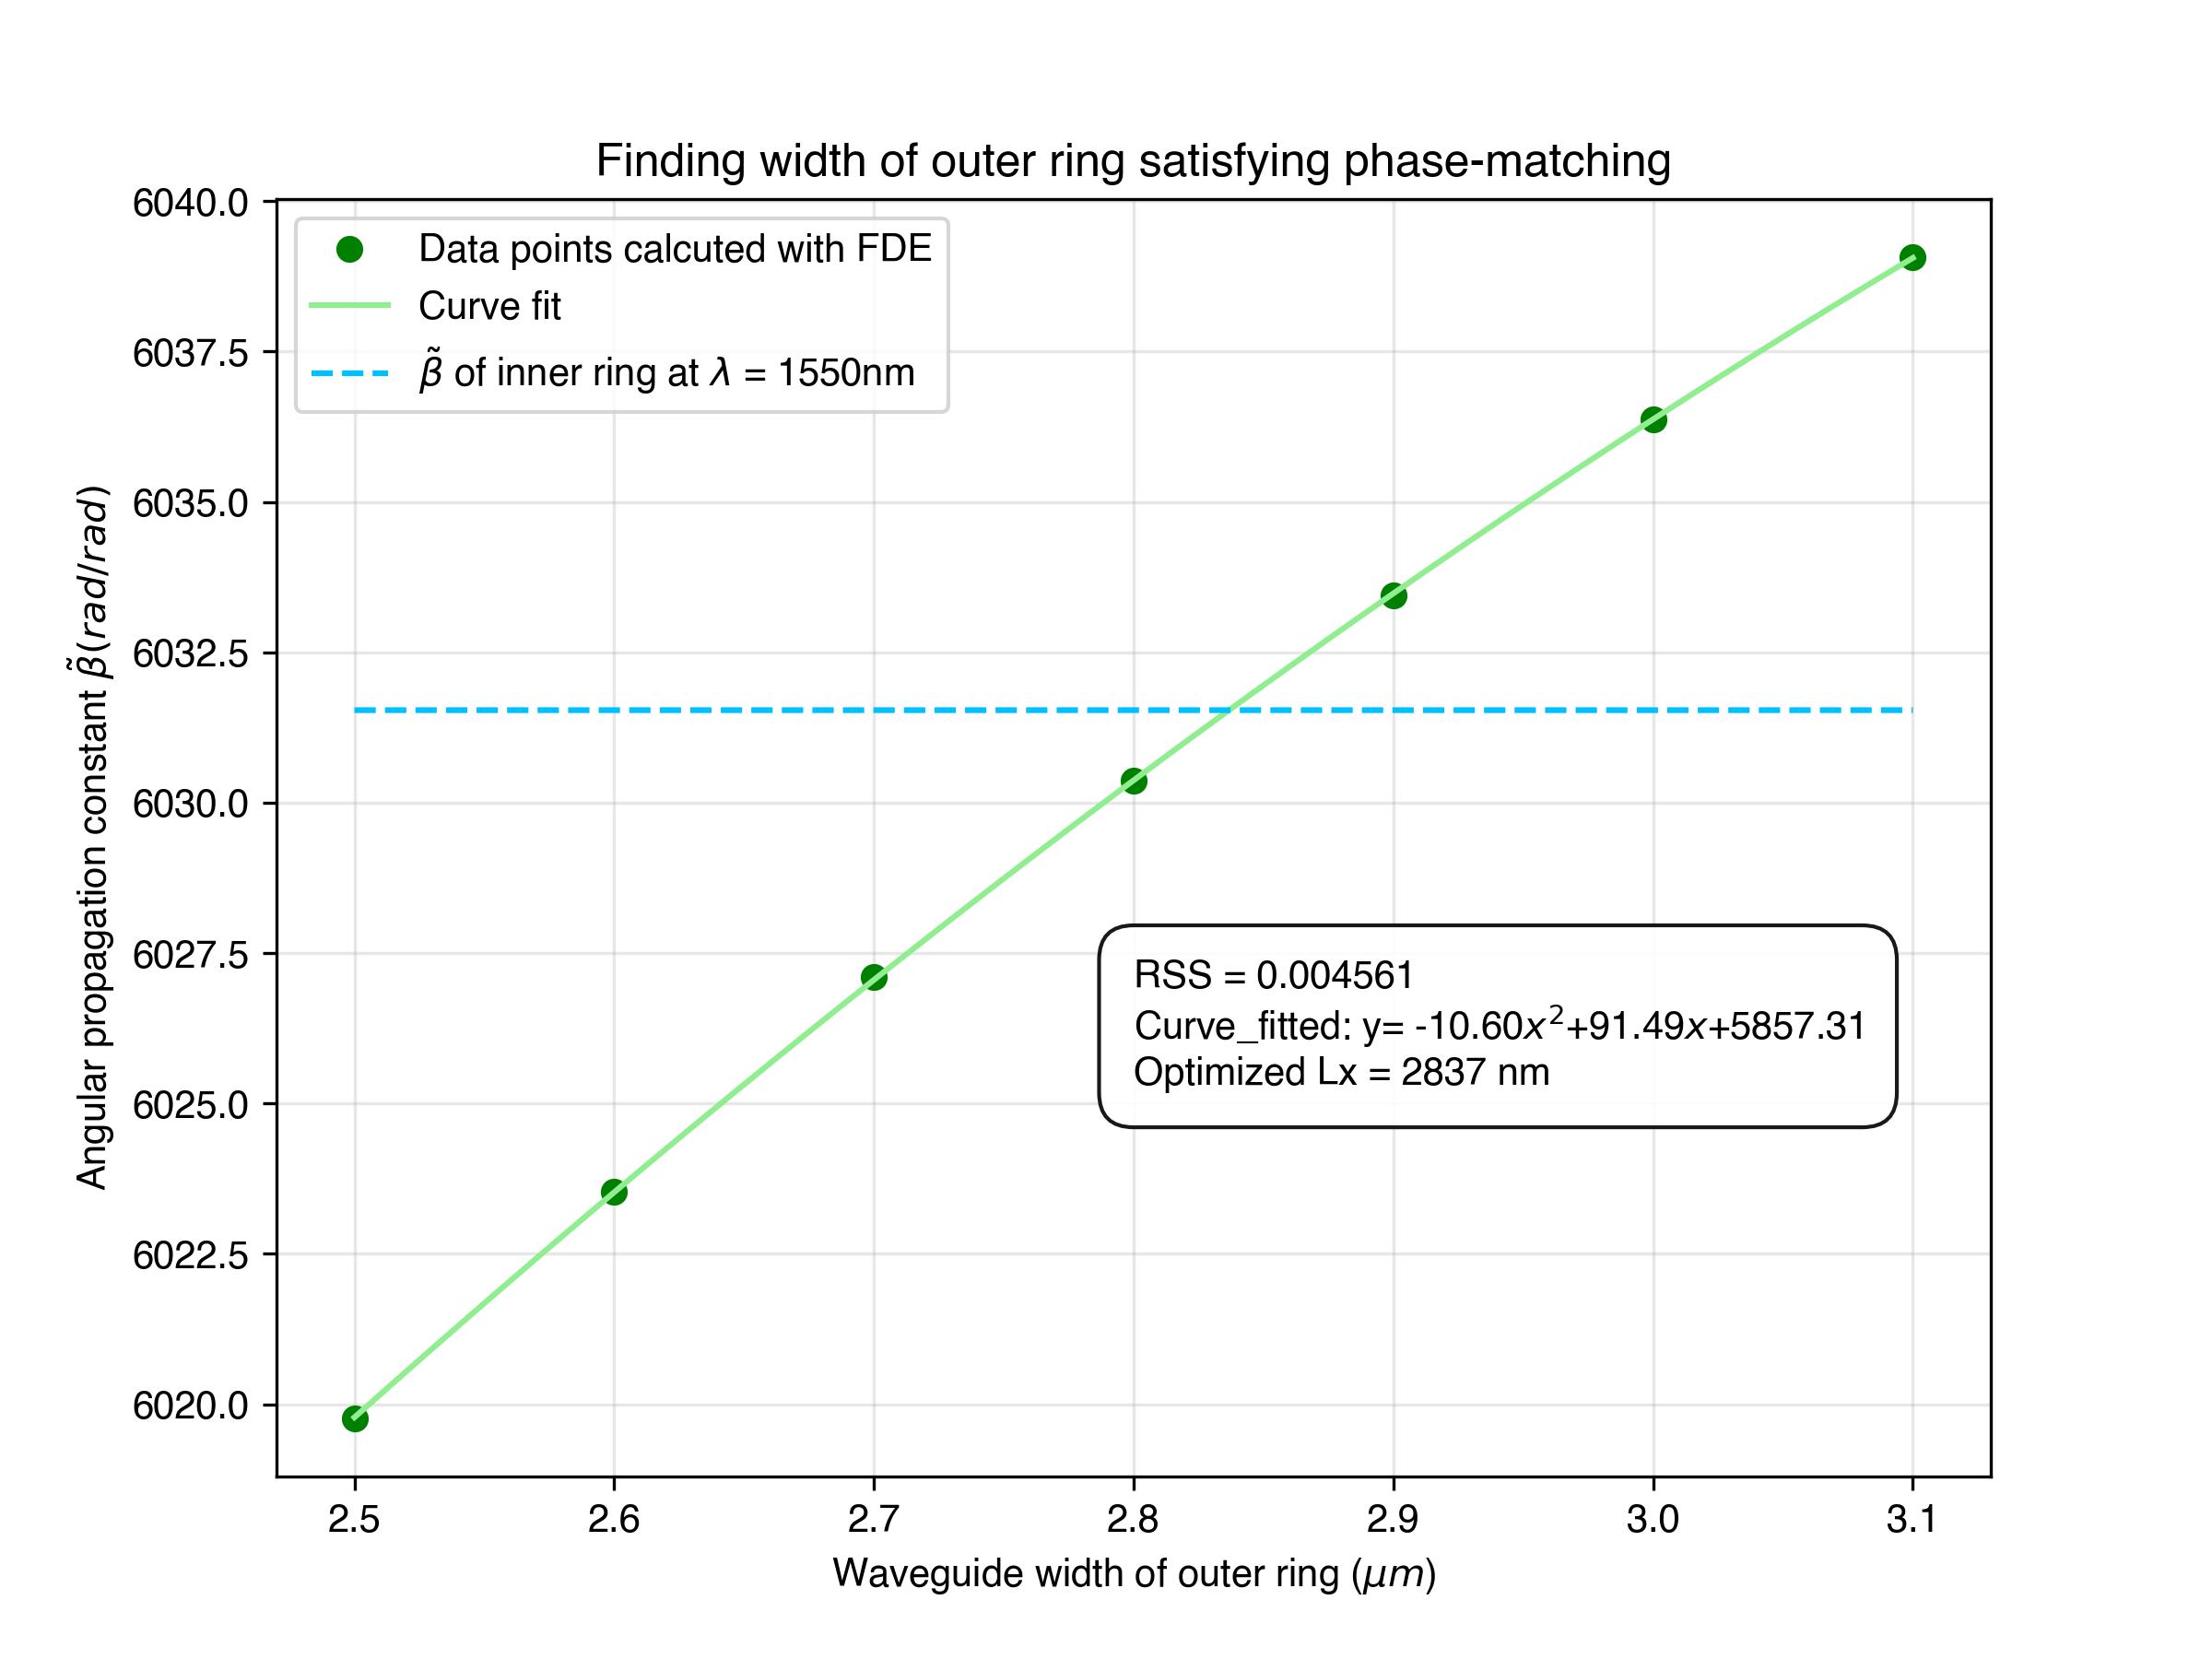 Finding width of outer ring satisfying phase-matching
Data points calcuted with FDE
Curve fit
β̃ of inner ring at λ = 1550nm
Angular propagation constant β̃(rad/rad)
6040.0
6037.5
6035.0
6032.5
6030.0
6027.5
6025.0
6022.5
6020.0
RSS = 0.004561
Curve_fitted: y= -10.60x²+91.49x+5857.31
Optimized Lx = 2837 nm
2.5 2.6 2.7 2.8 2.9 3.0 3.1
Waveguide width of outer ring (μm)